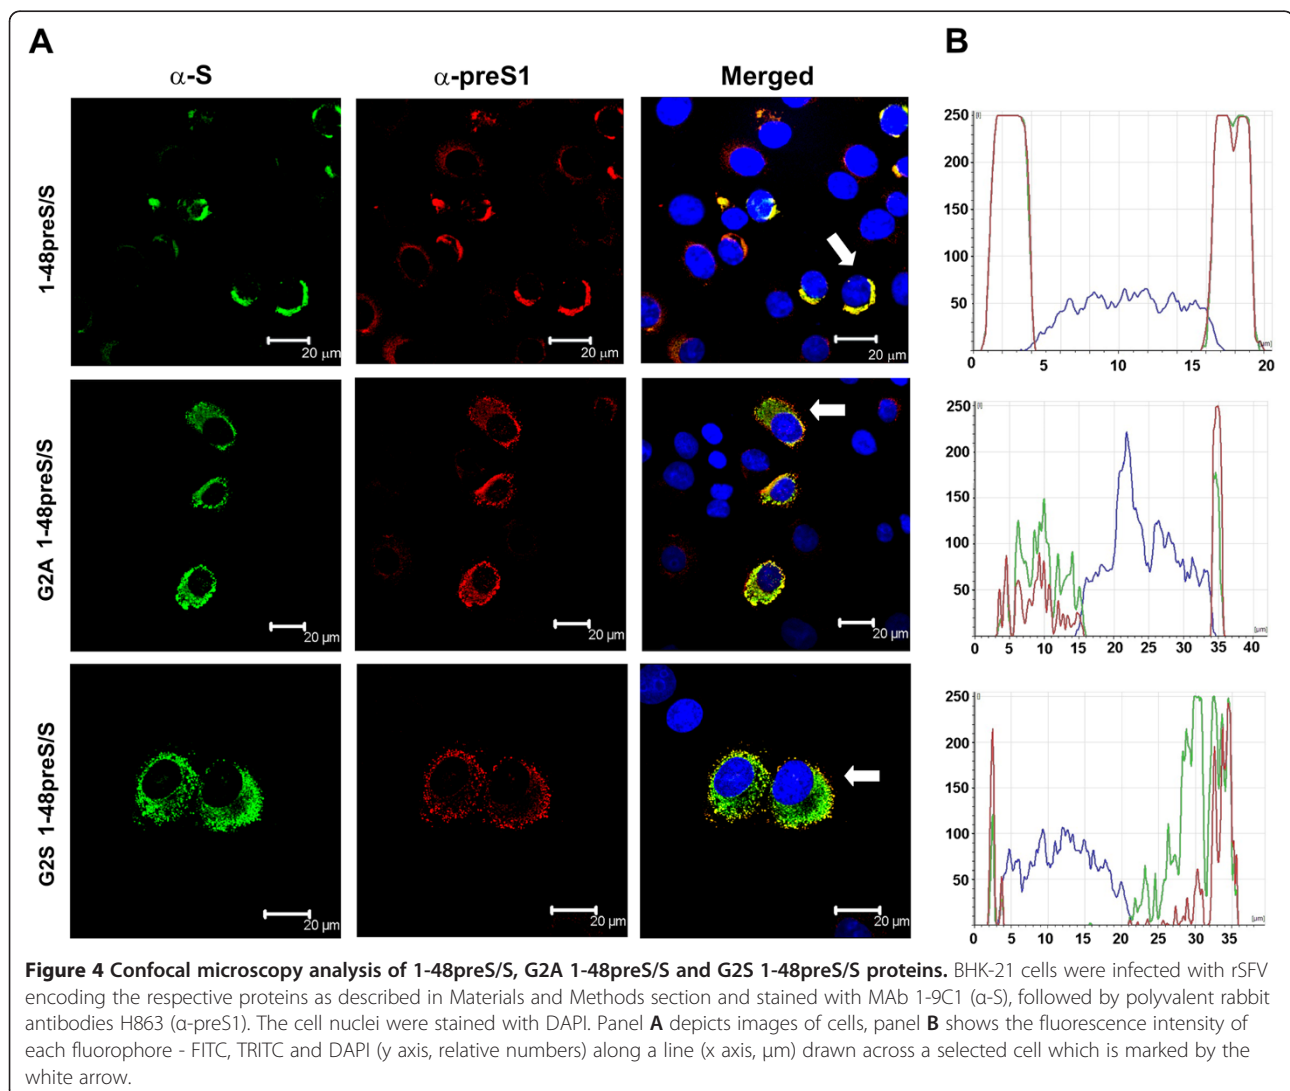 A
B
α-S
α-preS1
Merged
1-48preS/S
20 μm
20 μm
20 μm
250
200
150
100
50
[I]
[μm]
0 5 10 15 20
G2A 1-48preS/S
20 μm
20 μm
20 μm
250
200
150
100
50
[I]
[μm]
0 5 10 15 20 25 30 35 40
G2S 1-48preS/S
20 μm
20 μm
20 μm
250
200
150
100
50
[I]
[μm]
0 5 10 15 20 25 30 35
Figure 4 Confocal microscopy analysis of 1-48preS/S, G2A 1-48preS/S and G2S 1-48preS/S proteins. BHK-21 cells were infected with rSFV
encoding the respective proteins as described in Materials and Methods section and stained with MAb 1-9C1 (α-S), followed by polyvalent rabbit
antibodies H863 (α-preS1). The cell nuclei were stained with DAPI. Panel A depicts images of cells, panel B shows the fluorescence intensity of
each fluorophore - FITC, TRITC and DAPI (y axis, relative numbers) along a line (x axis, μm) drawn across a selected cell which is marked by the
white arrow.